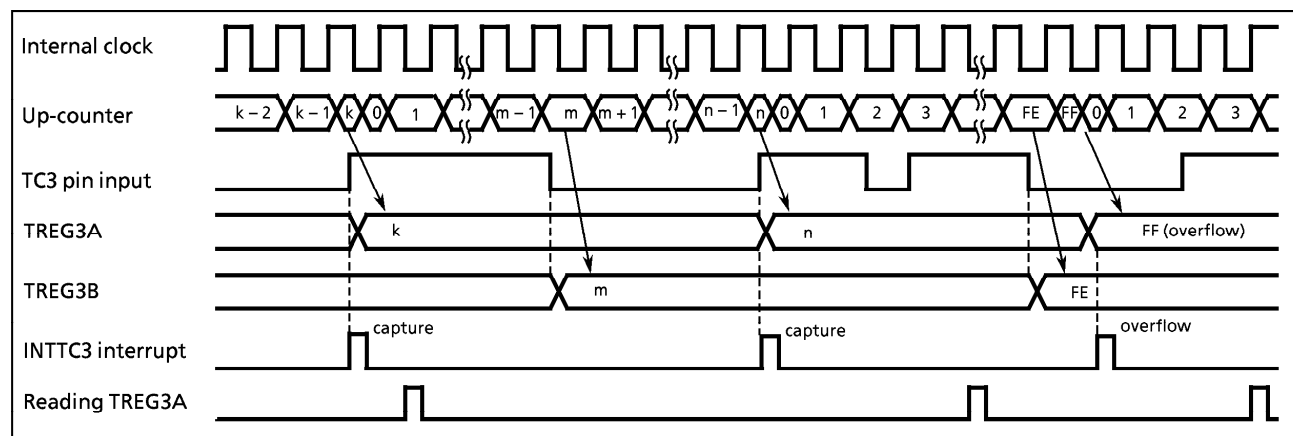 Internal clock
Up-counter k – 2 k – 1 k 0 1 m – 1 m m + 1 n – 1 n 0 1 2 3 FE FF 0 1 2 3
TC3 pin input
TREG3A k n FF (overflow)
TREG3B m FE
INTTC3 interrupt capture capture overflow
Reading TREG3A